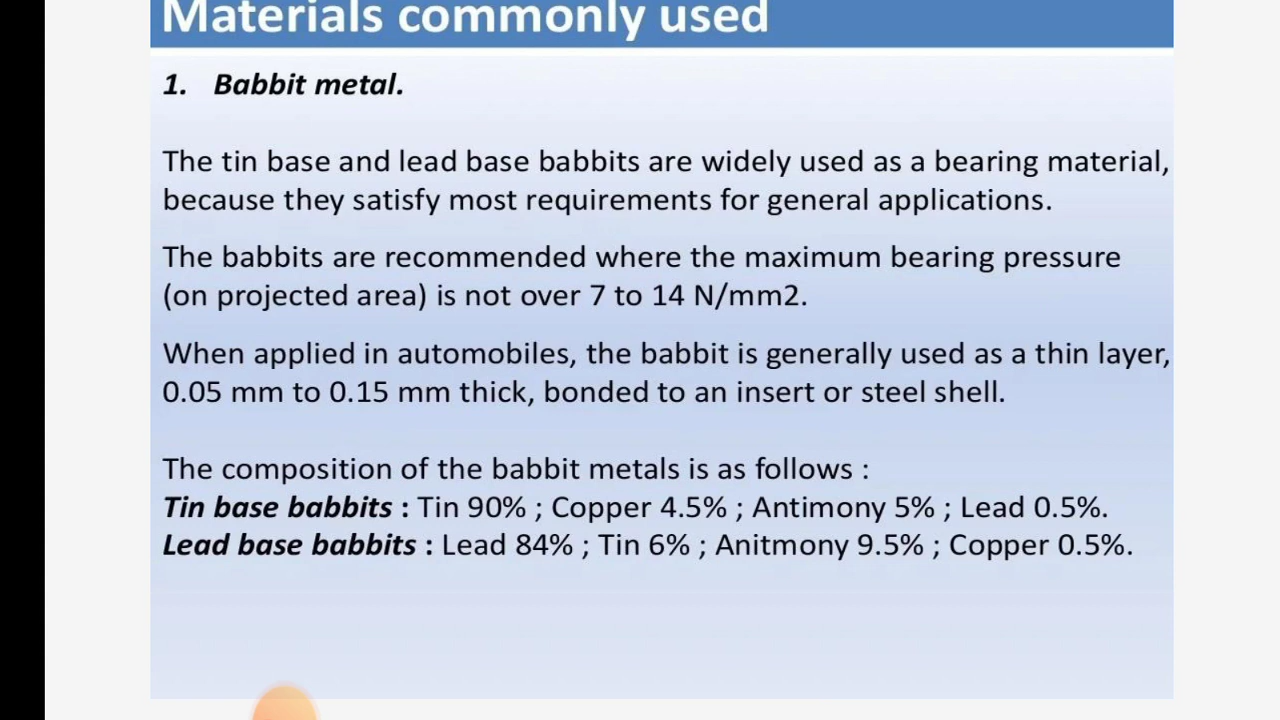 Materials commonly used
1. Babbit metal.
The tin base and lead base babbits are widely used as a bearing material,
because they satisfy most requirements for general applications.
The babbits are recommended where the maximum bearing pressure
(on projected area) is not over 7 to 14 N/mm2.
When applied in automobiles, the babbit is generally used as a thin layer,
0.05 mm to 0.15 mm thick, bonded to an insert or steel shell.
The composition of the babbit metals is as follows :
Tin base babbits : Tin 90% ; Copper 4.5% ; Antimony 5% ; Lead 0.5%.
Lead base babbits : Lead 84% ; Tin 6% ; Anitmony 9.5% ; Copper 0.5%.